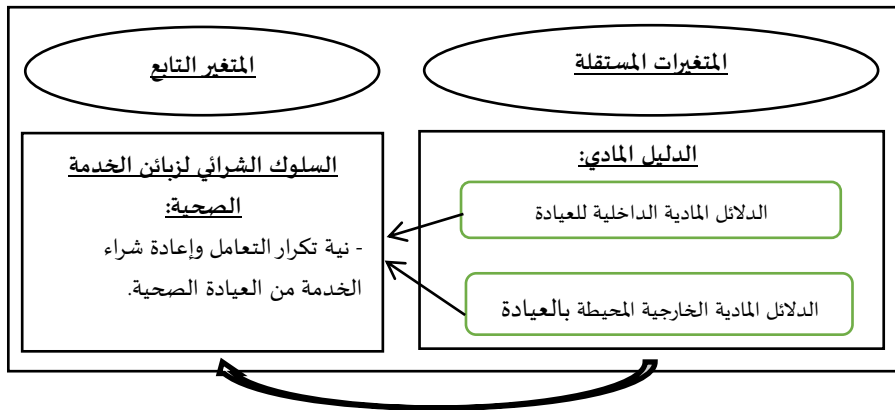 المتغيرات المستقلة
المتغير التابع
الدليل المادي:
الدلائل المادية الداخلية للعيادة
الدلائل المادية الخارجية المحيطة بالعيادة
السلوك الشرائي لزبائن الخدمة
الصحية:
- نية تكرار التعامل وإعادة شراء
الخدمة من العيادة الصحية.